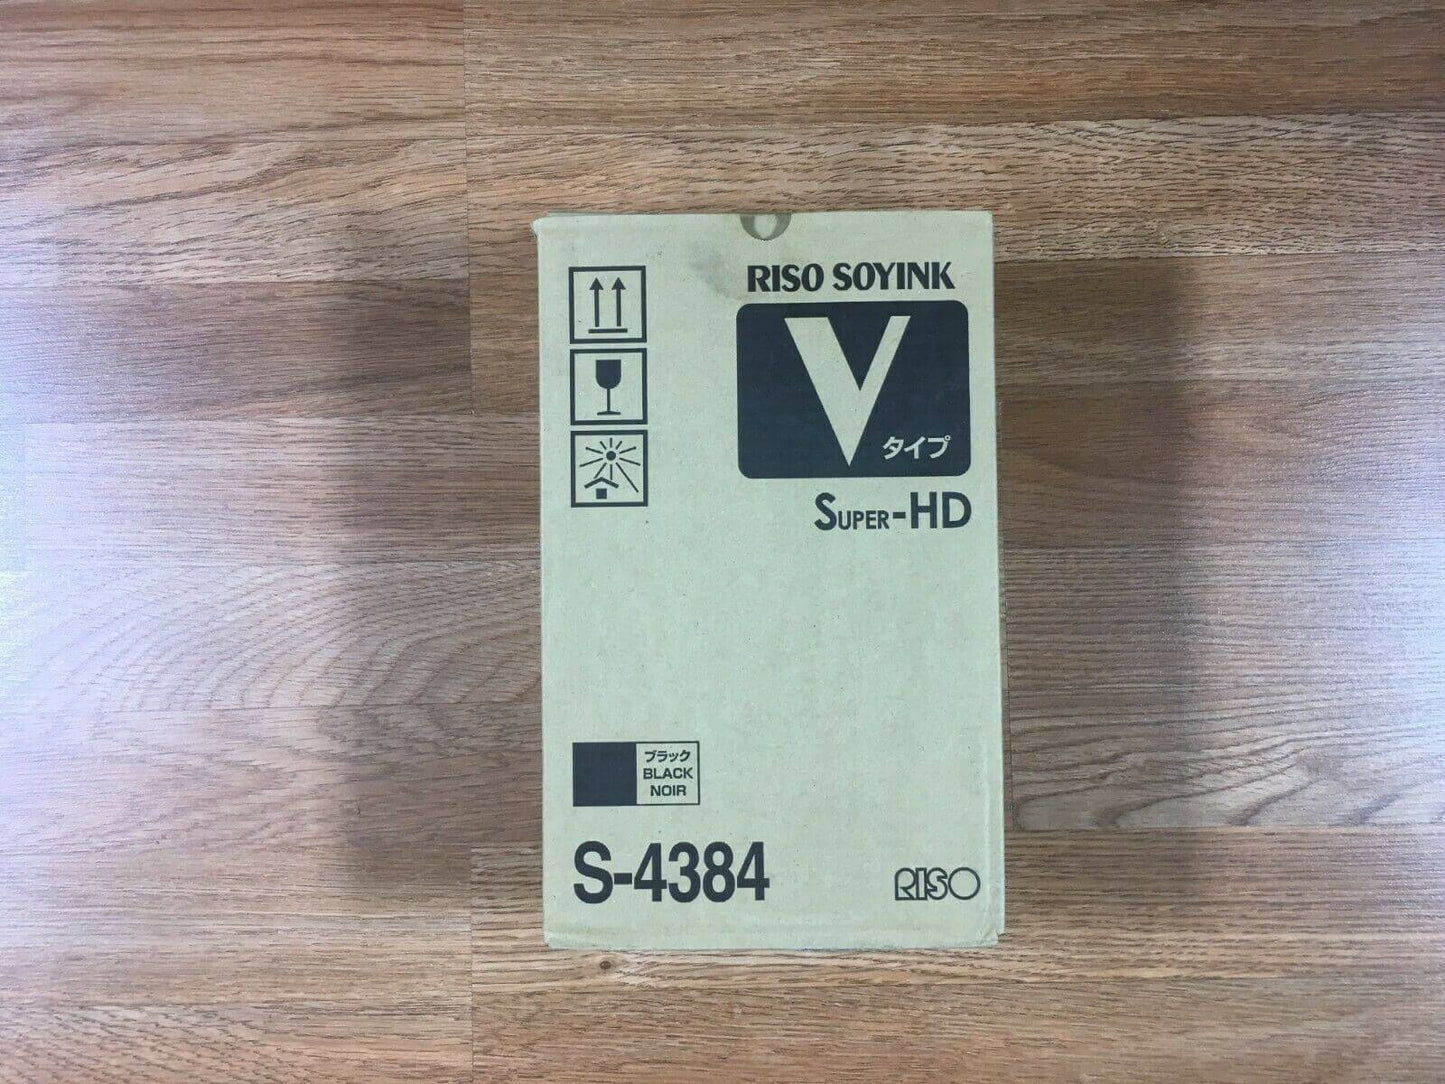 RISO SOYINK
V タイプ
SUPER-HD
ブラック
BLACK
NOIR
S-4384
RISO